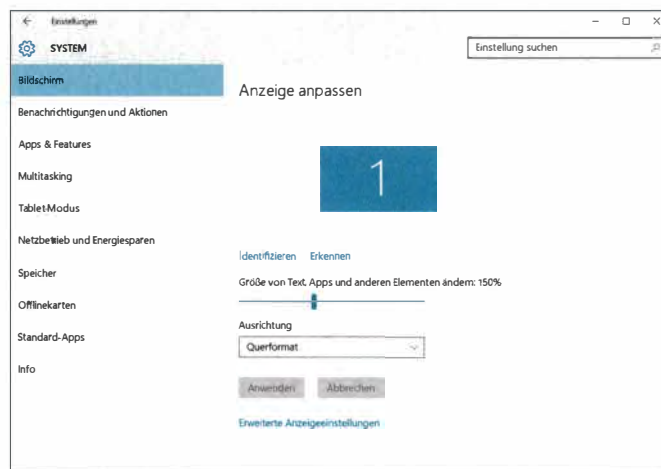 Einstellungen
SYSTEM
Einstellung suchen
Bildschirm
Benachrichtigungen und Aktionen
Apps & Features
Multitasking
Tablet-Modus
Netzbetrieb und Energiesparen
Speicher
Offlinekarten
Standard-Apps
Info
Anzeige anpassen
1
Identifizieren Erkennen
Größe von Text, Apps und anderen Elementen ändern: 150%
Ausrichtung
Querformat
Anwenden Abbrechen
Erweiterte Anzeigeeinstellungen